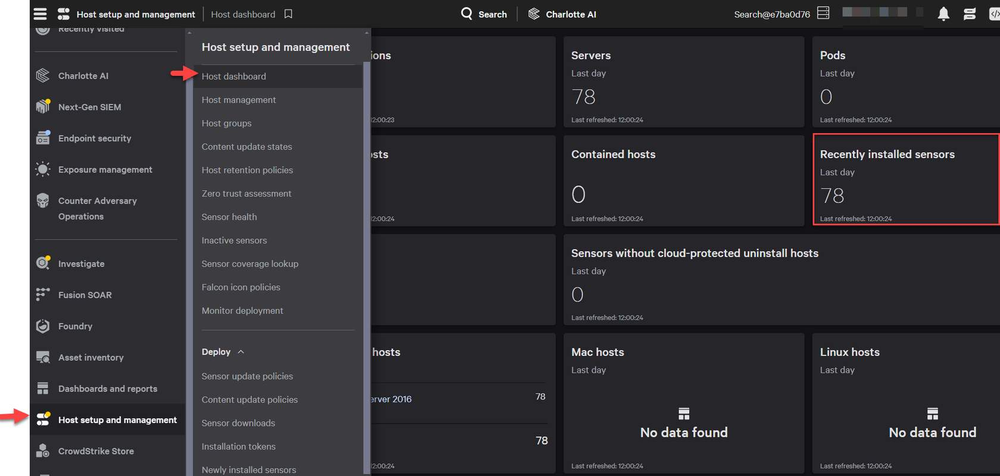 Host setup and management
Host dashboard
Search
Charlotte AI
Search@e7ba0d76
Recently visited
Charlotte AI
Next-Gen SIEM
Endpoint security
Exposure management
Counter Adversary
Operations
Investigate
Fusion SOAR
Foundry
Asset inventory
Dashboards and reports
Host setup and management
CrowdStrike Store
Host setup and management
Host dashboard
Host management
Host groups
Content update states
Host retention policies
Zero trust assessment
Sensor health
Inactive sensors
Sensor coverage lookup
Falcon icon policies
Monitor deployment
Deploy
Sensor update policies
Content update policies
Sensor downloads
Installation tokens
Newly installed sensors
ions
12:00:23
Servers
Last day
78
Last refreshed: 12:00:24
Pods
Last day
0
Last refreshed: 12:00:24
osts
12:00:24
Contained hosts
0
Last refreshed: 12:00:24
Recently installed sensors
Last day
78
Last refreshed: 12:00:24
Sensors without cloud-protected uninstall hosts
Last day
0
Last refreshed: 12:00:24
hosts
erver 2016 78
78
12:00:24
Mac hosts
Last day
No data found
Last refreshed: 12:00:24
Linux hosts
Last day
No data found
Last refreshed: 12:00:24